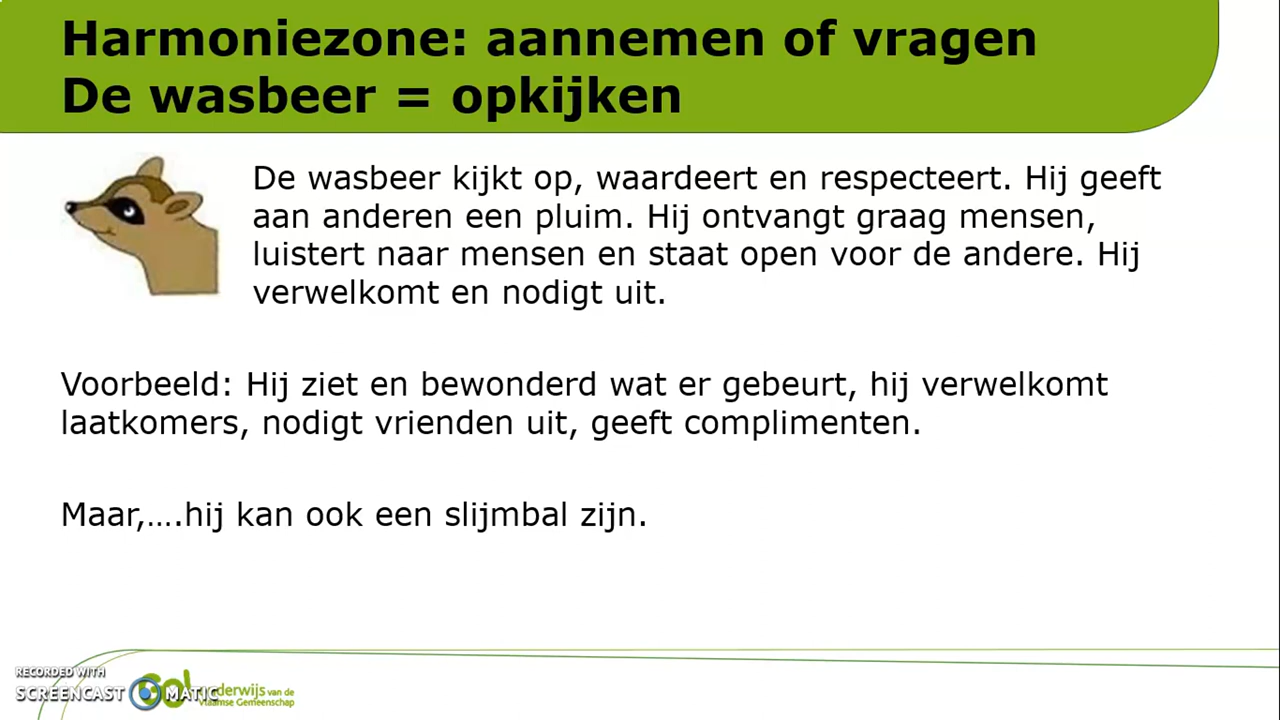 Harmoniezone: aannemen of vragen
De wasbeer = opkijken
De wasbeer kijkt op, waardeert en respecteert. Hij geeft
aan anderen een pluim. Hij ontvangt graag mensen,
luistert naar mensen en staat open voor de andere. Hij
verwelkomt en nodigt uit.
Voorbeeld: Hij ziet en bewonderd wat er gebeurt, hij verwelkomt
laatkomers, nodigt vrienden uit, geeft complimenten.
Maar,….hij kan ook een slijmbal zijn.
RECORDED WITH
SCREENCAST MATIC
van de
Vlaamse Gemeenschap